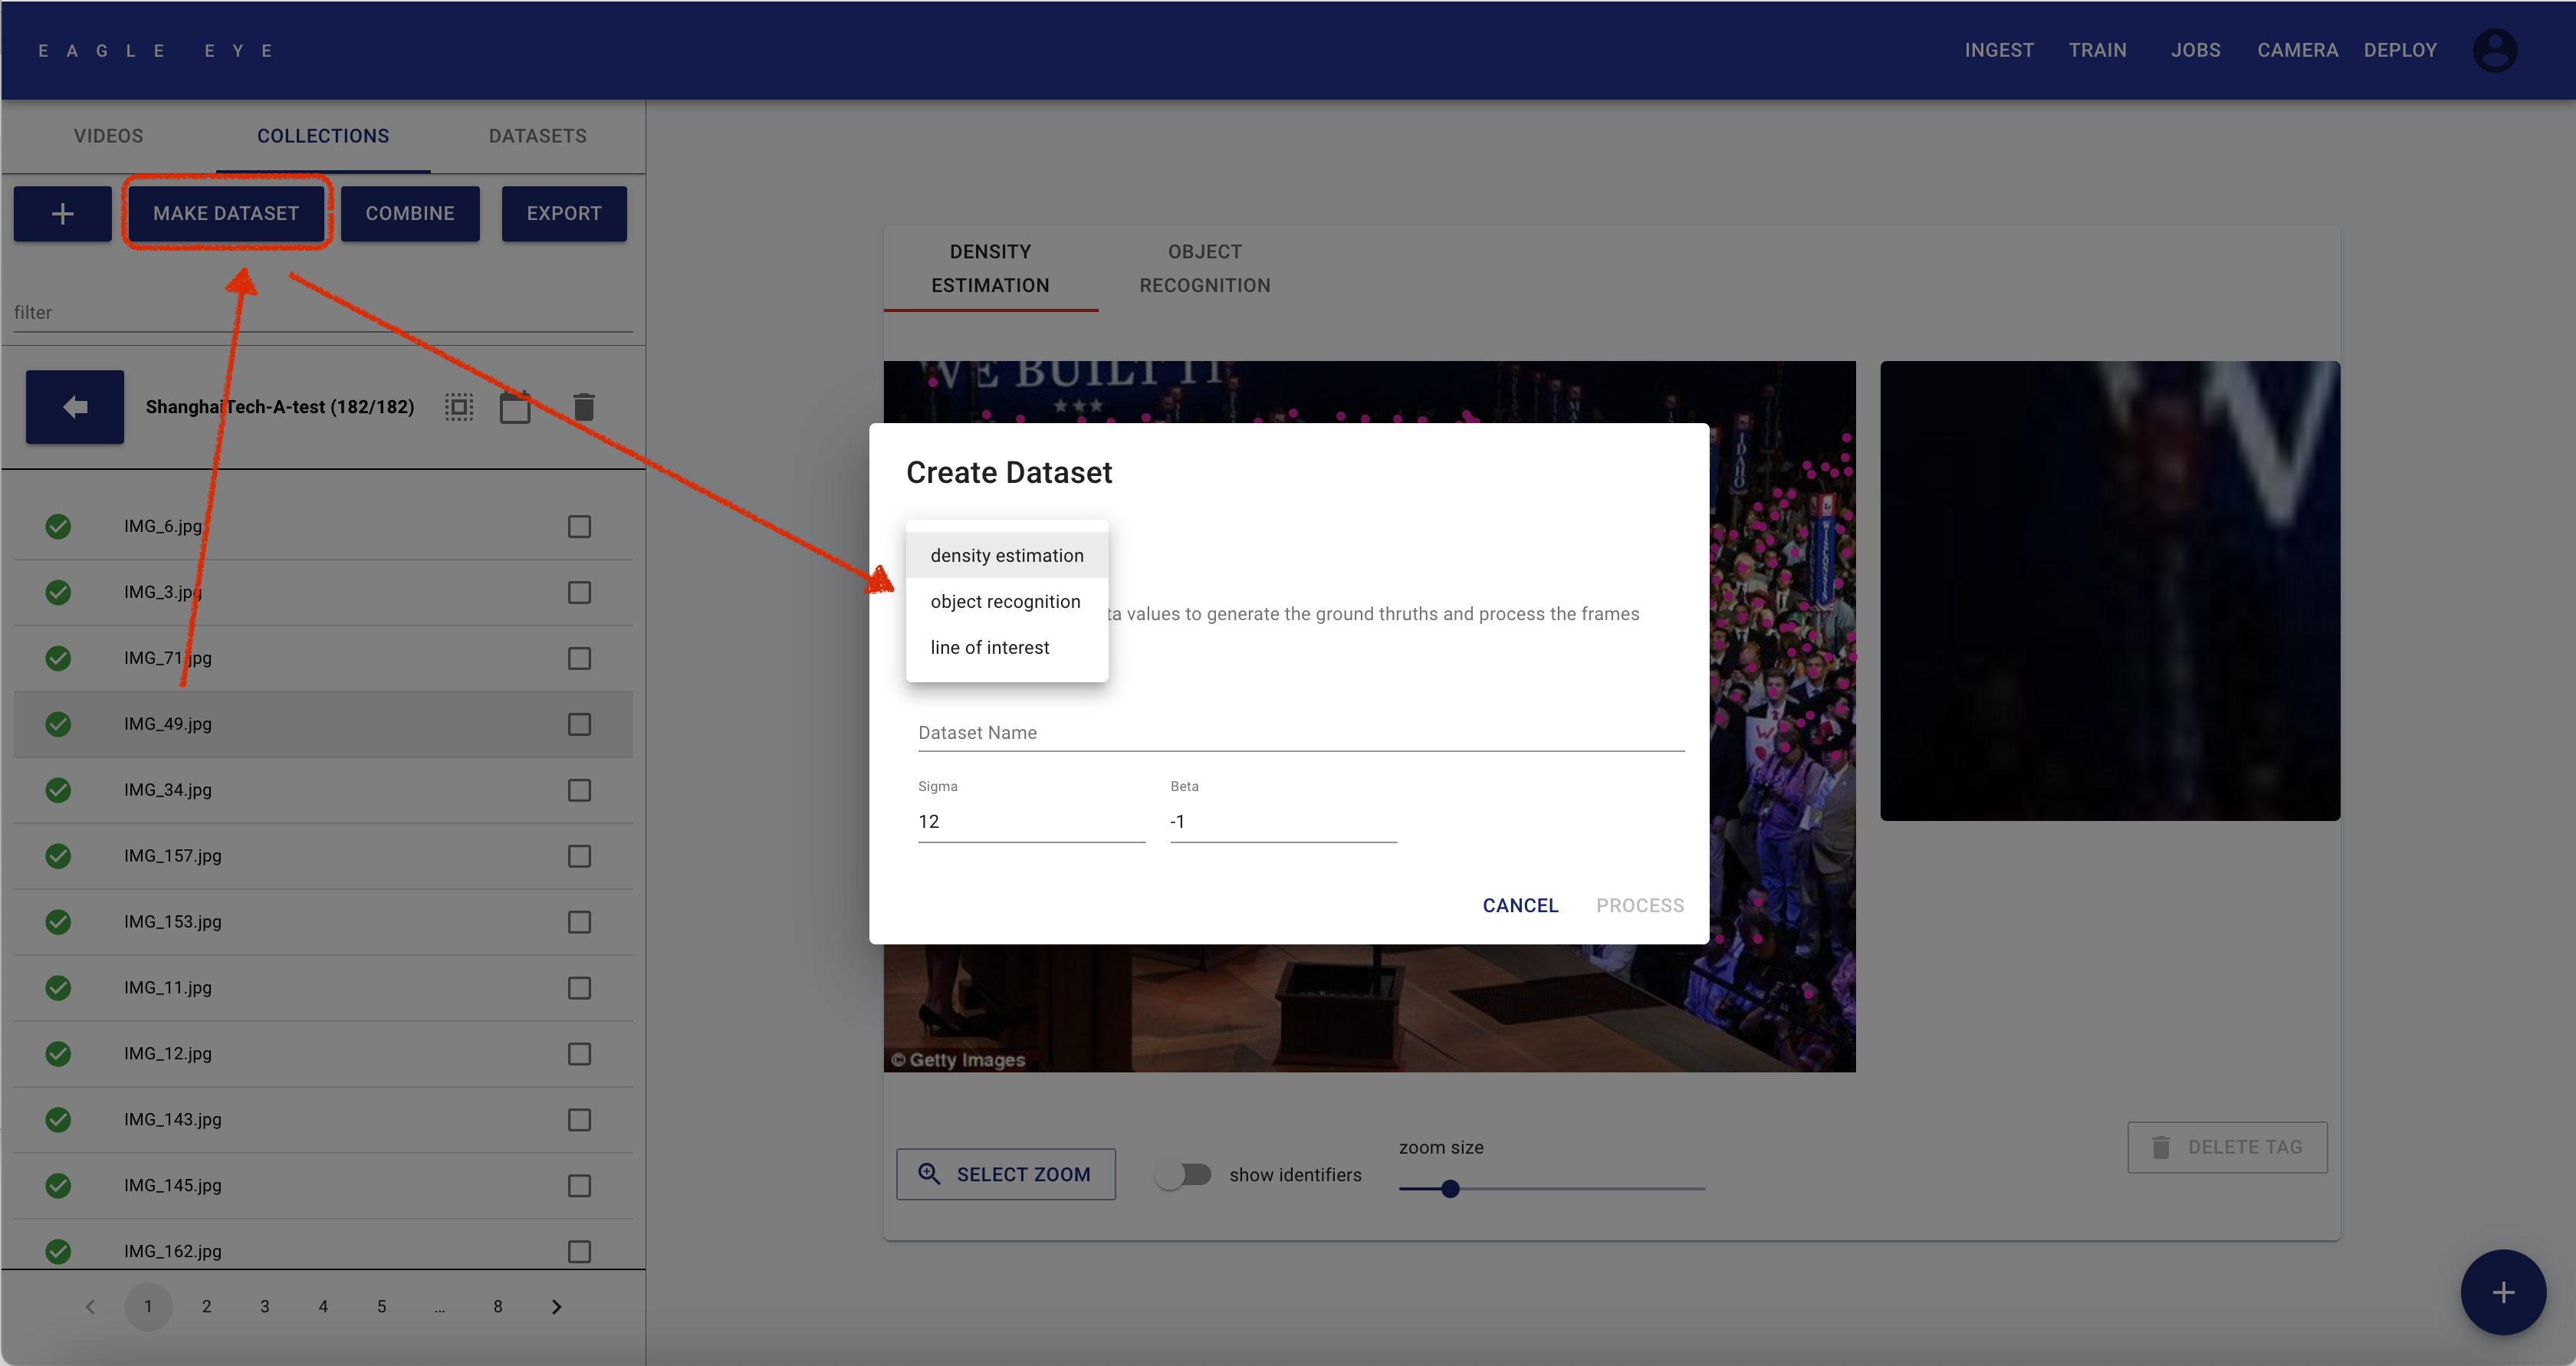 EAGLE EYE
INGEST
TRAIN
JOBS
CAMERA
DEPLOY
VIDEOS
COLLECTIONS
DATASETS
MAKE DATASET
COMBINE
EXPORT
filter
ShanghaiTech-A-test (182/182)
IMG_6.jpg
IMG_3.jpg
IMG_71.jpg
IMG_49.jpg
IMG_34.jpg
IMG_157.jpg
IMG_153.jpg
IMG_11.jpg
IMG_12.jpg
IMG_143.jpg
IMG_145.jpg
IMG_162.jpg
1 2 3 4 5 ... 8
DENSITY
ESTIMATION
OBJECT
RECOGNITION
WE BUILT IT
IDAHO
WISCONSIN
Create Dataset
density estimation
object recognition
line of interest
ta values to generate the ground thruths and process the frames
Dataset Name
Sigma
12
Beta
-1
CANCEL
PROCESS
© Getty Images
SELECT ZOOM
show identifiers
zoom size
DELETE TAG